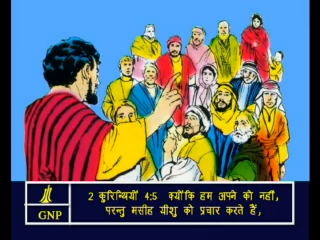 2 कुरिन्थियों 4:5 क्योंकि हम अपने को नहीं,
परन्तु मसीह यीशु को प्रचार करते हैं,
GNP